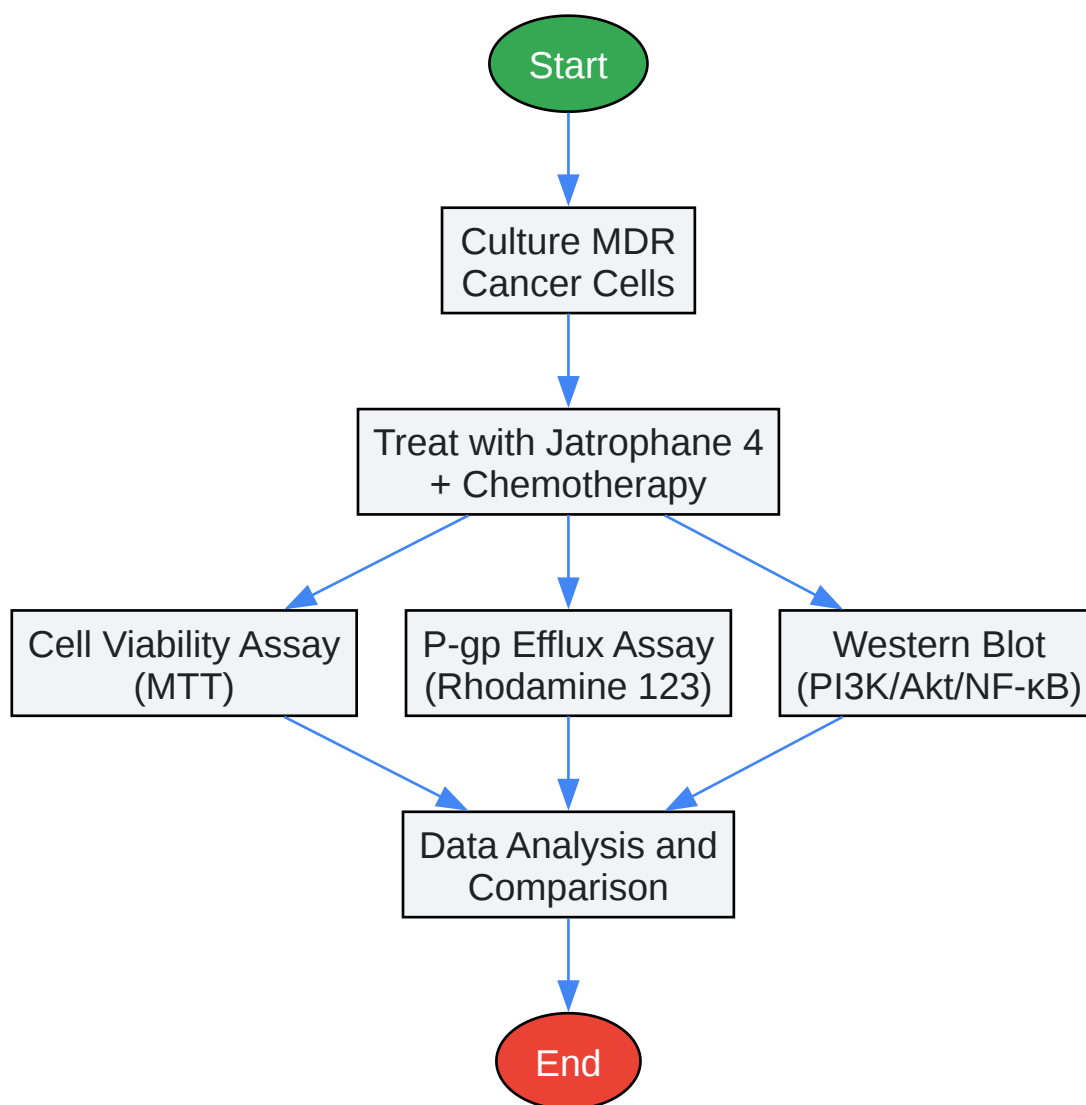 Start
Culture MDR
Cancer Cells
Treat with Jatrophane 4
+ Chemotherapy
Cell Viability Assay
(MTT)
P-gp Efflux Assay
(Rhodamine 123)
Western Blot
(PI3K/Akt/NF-κB)
Data Analysis and
Comparison
End